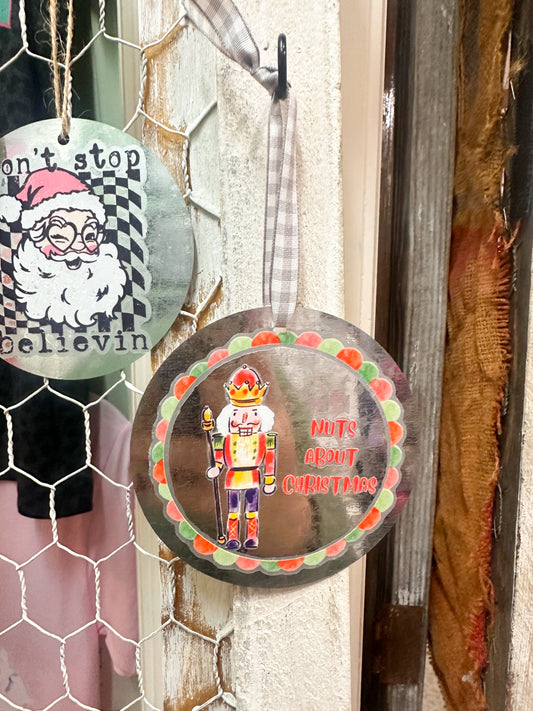 on't stop
believin
NUTS
ABOUT
CHRISTMAS